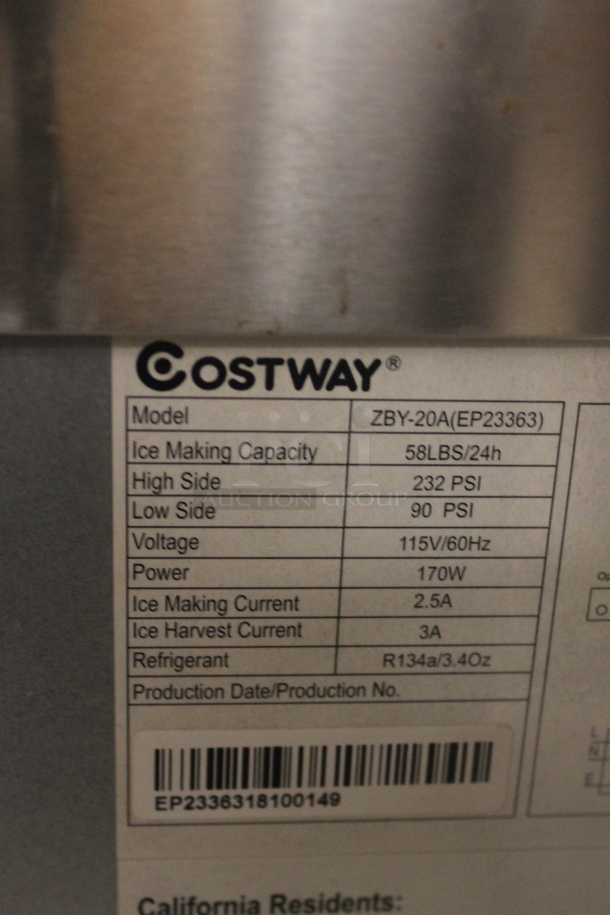 COSTWAY®
Model ZBY-20A(EP23363)
Ice Making Capacity 58LBS/24h
High Side 232 PSI
AUCTION GROUP
Low Side 90 PSI
Voltage 115V/60Hz
Power 170W
Ice Making Current 2.5A
Ice Harvest Current 3A
Refrigerant R134a/3.4Oz
Production Date/Production No.
L
N
E
EP2336318100149
California Residents: